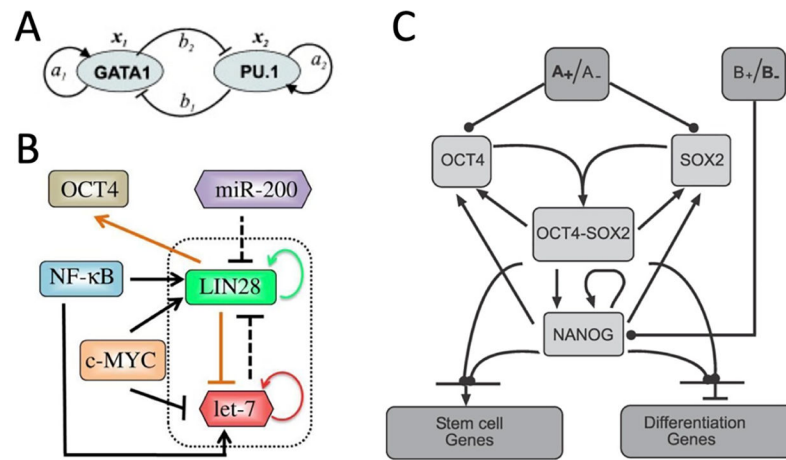 A
x₁
b₂
x₂
a₁
GATA1
PU.1
a₂
b₁
B
OCT4
miR-200
NF-κB
LIN28
c-MYC
let-7
C
A+/A-
B+/B-
OCT4
SOX2
OCT4-SOX2
NANOG
Stem cell
Genes
Differentiation
Genes